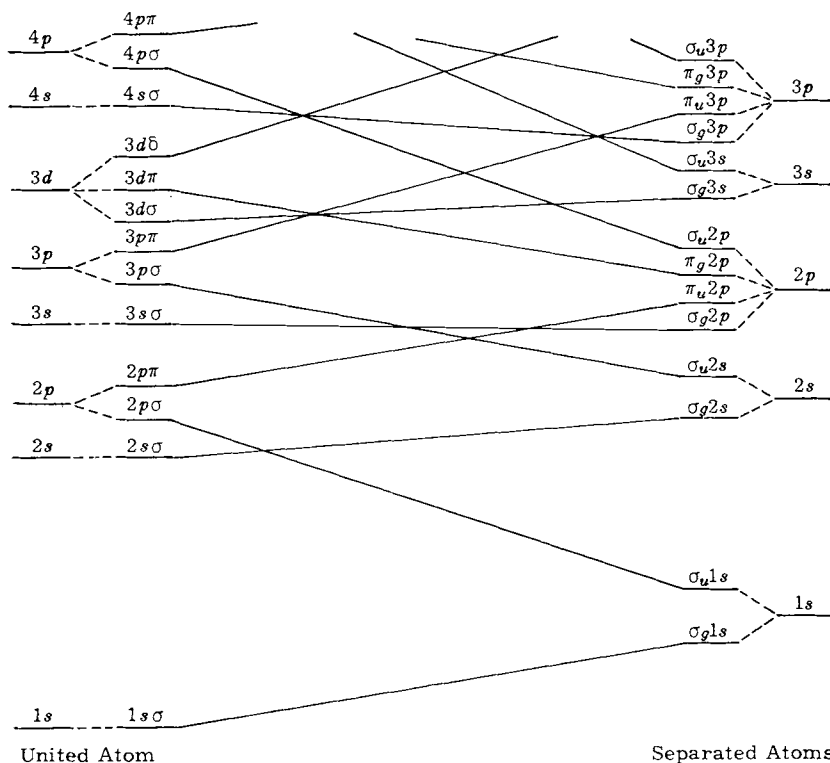 4p
4pπ
4pσ
4s
4sσ
3d
3dδ
3dπ
3dσ
3p
3pπ
3pσ
3s
3sσ
2p
2pπ
2pσ
2s
2sσ
1s
1sσ
United Atom
σu3p
πg3p
πu3p
σg3p
3p
σu3s
σg3s
3s
σu2p
πg2p
πu2p
σg2p
2p
σu2s
σg2s
2s
σu1s
σg1s
1s
Separated Atoms